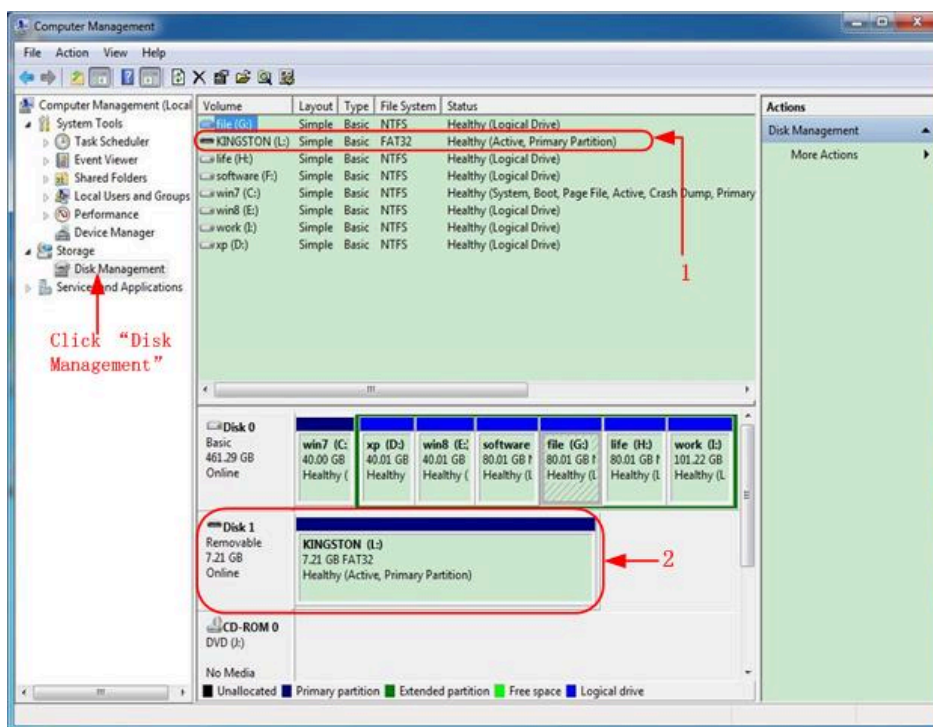 Computer Management
File Action View Help
Computer Management (Local
System Tools
Task Scheduler
Event Viewer
Shared Folders
Local Users and Groups
Performance
Device Manager
Storage
Disk Management
Services and Applications
Click “Disk
Management”
Volume Layout Type File System Status
file (G:) Simple Basic NTFS Healthy (Logical Drive)
KINGSTON (L:) Simple Basic FAT32 Healthy (Active, Primary Partition)
life (H:) Simple Basic NTFS Healthy (Logical Drive)
software (F:) Simple Basic NTFS Healthy (Logical Drive)
win7 (C:) Simple Basic NTFS Healthy (System, Boot, Page File, Active, Crash Dump, Primary
win8 (E:) Simple Basic NTFS Healthy (Logical Drive)
work (I:) Simple Basic NTFS Healthy (Logical Drive)
xp (D:) Simple Basic NTFS Healthy (Logical Drive)
1
Actions
Disk Management
More Actions
Disk 0
Basic
461.29 GB
Online
win7 (C:
40.00 GB
Healthy (
xp (D:)
40.01 GB
Healthy
win8 (E:
40.01 GB
Healthy (
software
80.01 GB N
Healthy (L
file (G:)
80.01 GB N
Healthy (L
life (H:)
80.01 GB N
Healthy (L
work (I:)
101.22 GB
Healthy (L
Disk 1
Removable
7.21 GB
Online
KINGSTON (L:)
7.21 GB FAT32
Healthy (Active, Primary Partition)
2
CD-ROM 0
DVD (J:)
No Media
Unallocated Primary partition Extended partition Free space Logical drive